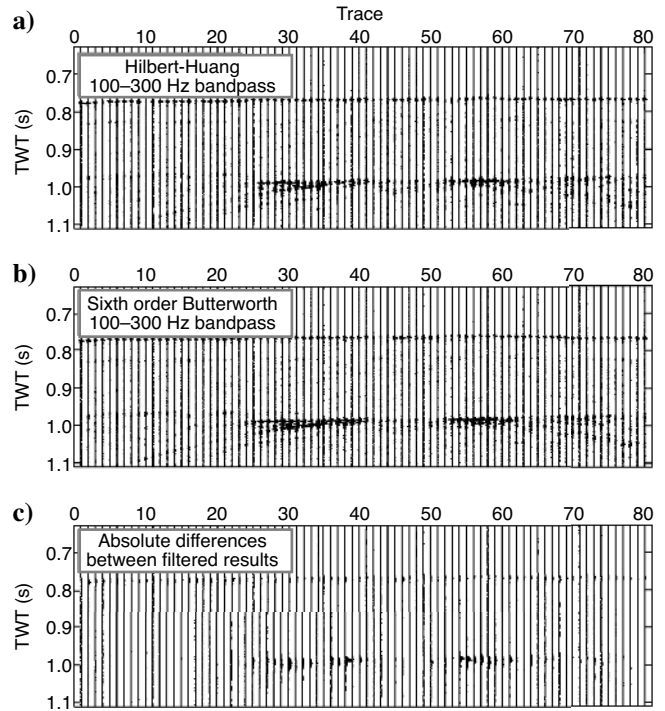 a)
Trace
0 10 20 30 40 50 60 70 80
Hilbert-Huang
100–300 Hz bandpass
TWT (s)
0.7
0.8
0.9
1.0
1.1
b)
0 10 20 30 40 50 60 70 80
Sixth order Butterworth
100–300 Hz bandpass
TWT (s)
0.7
0.8
0.9
1.0
1.1
c)
0 10 20 30 40 50 60 70 80
Absolute differences
between filtered results
TWT (s)
0.7
0.8
0.9
1.0
1.1